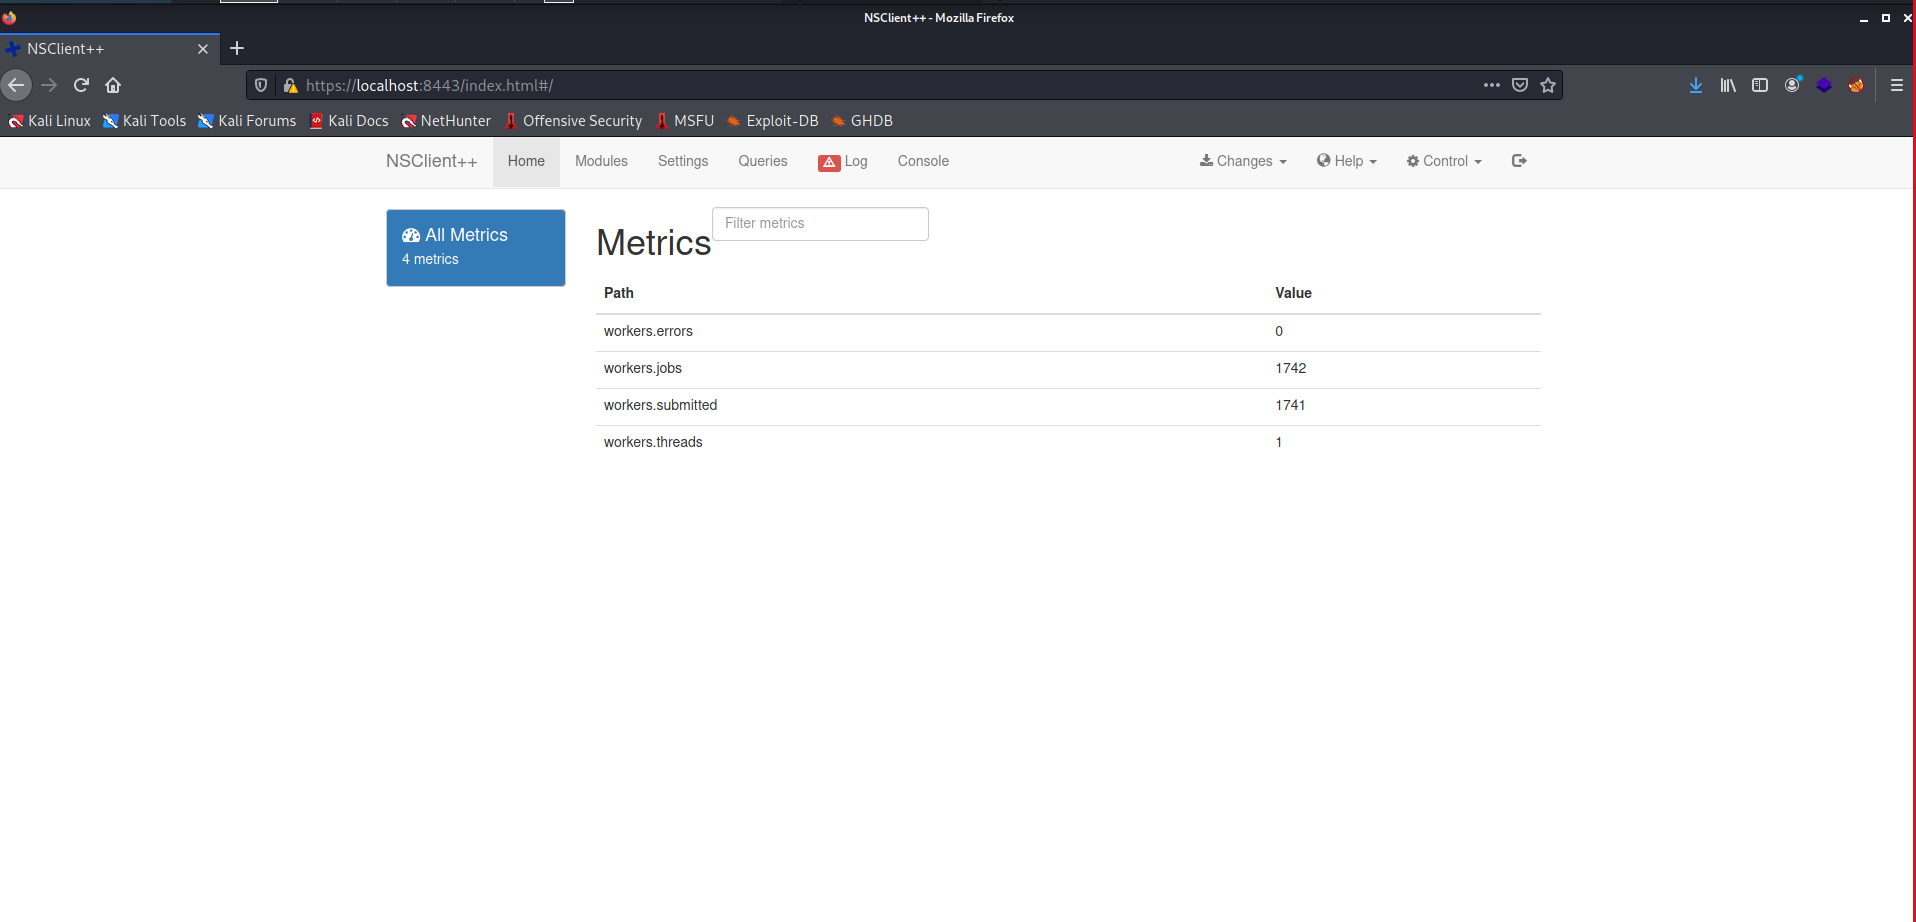 NSClient++ - Mozilla Firefox
NSClient++
https://localhost:8443/index.html#/
Kali Linux Kali Tools Kali Forums Kali Docs NetHunter Offensive Security MSFU Exploit-DB GHDB
NSClient++ Home Modules Settings Queries Log Console Changes Help Control
All Metrics
4 metrics
Metrics Filter metrics
Path Value
workers.errors 0
workers.jobs 1742
workers.submitted 1741
workers.threads 1